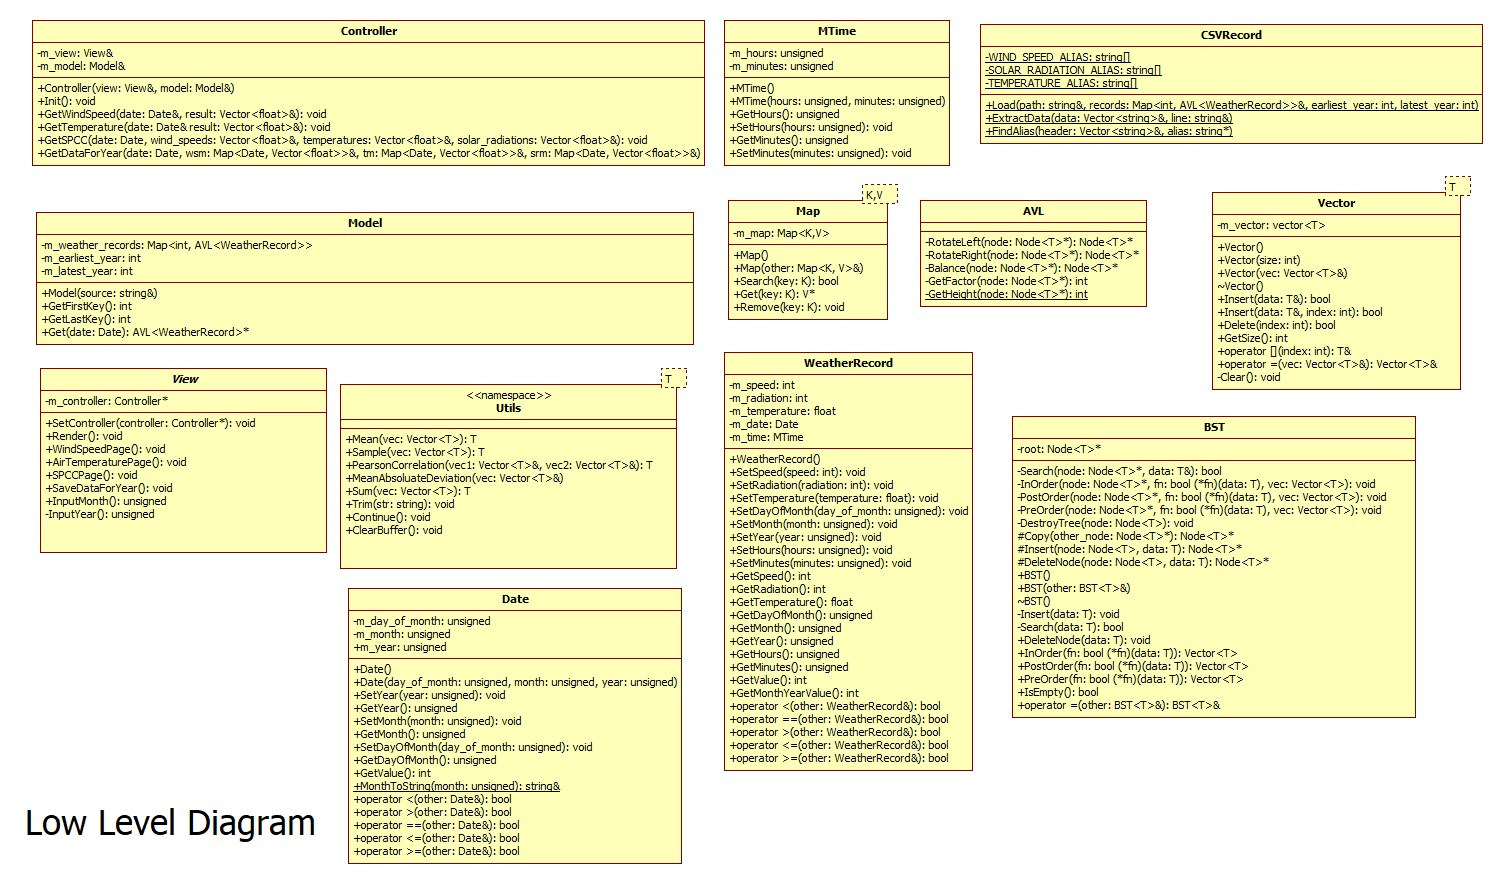 Controller
-m_view: View&
-m_model: Model&
+Controller(view: View&, model: Model&)
+Init(): void
+GetWindSpeed(date: Date&, result: Vector<float>&): void
+GetTemperature(date: Date& result: Vector<float>&): void
+GetSPCC(date: Date, wind_speeds: Vector<float>&, temperatures: Vector<float>&, solar_radiations: Vector<float>&): void
+GetDataForYear(date: Date, wsm: Map<Date, Vector<float>>&, tm: Map<Date, Vector<float>>&, srm: Map<Date, Vector<float>>&)
MTime
-m_hours: unsigned
-m_minutes: unsigned
+MTime()
+MTime(hours: unsigned, minutes: unsigned)
+GetHours(): unsigned
+SetHours(hours: unsigned): void
+GetMinutes(): unsigned
+SetMinutes(minutes: unsigned): void
CSVRecord
-WIND_SPEED_ALIAS: string[]
-SOLAR_RADIATION_ALIAS: string[]
-TEMPERATURE_ALIAS: string[]
+Load(path: string&, records: Map<int, AVL<WeatherRecord>>&, earliest_year: int, latest_year: int)
+ExtractData(data: Vector<string>&, line: string&)
+FindAlias(header: Vector<string>&, alias: string*)
Model
-m_weather_records: Map<int, AVL<WeatherRecord>>
-m_earliest_year: int
-m_latest_year: int
+Model(source: string&)
+GetFirstKey(): int
+GetLastKey(): int
+Get(date: Date): AVL<WeatherRecord>*
K,V
Map
-m_map: Map<K,V>
+Map()
+Map(other: Map<K, V>&)
+Search(key: K): bool
+Get(key: K): V*
+Remove(key: K): void
AVL
-RotateLeft(node: Node<T>*): Node<T>*
-RotateRight(node: Node<T>*): Node<T>*
-Balance(node: Node<T>*): Node<T>*
-GetFactor(node: Node<T>*): int
-GetHeight(node: Node<T>*): int
T
Vector
-m_vector: vector<T>
+Vector()
+Vector(size: int)
+Vector(vec: Vector<T>&)
~Vector()
+Insert(data: T&): bool
+Insert(data: T&, index: int): bool
+Delete(index: int): bool
+GetSize(): int
+operator [](index: int): T&
+operator =(vec: Vector<T>&): Vector<T>&
-Clear(): void
View
-m_controller: Controller*
+SetController(controller: Controller*): void
+Render(): void
+WindSpeedPage(): void
+AirTemperaturePage(): void
+SPCCPage(): void
+SaveDataForYear(): void
+InputMonth(): unsigned
-InputYear(): unsigned
T
<<namespace>>
Utils
+Mean(vec: Vector<T>): T
+Sample(vec: Vector<T>): T
+PearsonCorrelation(vec1: Vector<T>&, vec2: Vector<T>&): T
+MeanAbsoluateDeviation(vec: Vector<T>&)
+Sum(vec: Vector<T>): T
+Trim(str: string): void
+Continue(): void
+ClearBuffer(): void
WeatherRecord
-m_speed: int
-m_radiation: int
-m_temperature: float
-m_date: Date
-m_time: MTime
+WeatherRecord()
+SetSpeed(speed: int): void
+SetRadiation(radiation: int): void
+SetTemperature(temperature: float): void
+SetDayOfMonth(day_of_month: unsigned): void
+SetMonth(month: unsigned): void
+SetYear(year: unsigned): void
+SetHours(hours: unsigned): void
+SetMinutes(minutes: unsigned): void
+GetSpeed(): int
+GetRadiation(): int
+GetTemperature(): float
+GetDayOfMonth(): unsigned
+GetMonth(): unsigned
+GetYear(): unsigned
+GetHours(): unsigned
+GetMinutes(): unsigned
+GetValue(): int
+GetMonthYearValue(): int
+operator <(other: WeatherRecord&): bool
+operator ==(other: WeatherRecord&): bool
+operator >(other: WeatherRecord&): bool
+operator <=(other: WeatherRecord&): bool
+operator >=(other: WeatherRecord&): bool
BST
-root: Node<T>*
-Search(node: Node<T>*, data: T&): bool
-InOrder(node: Node<T>*, fn: bool (*fn)(data: T), vec: Vector<T>): void
-PostOrder(node: Node<T>*, fn: bool (*fn)(data: T), vec: Vector<T>): void
-PreOrder(node: Node<T>*, fn: bool (*fn)(data: T), vec: Vector<T>): void
-DestroyTree(node: Node<T>): void
#Copy(other_node: Node<T>*): Node<T>*
#Insert(node: Node<T>, data: T): Node<T>*
#DeleteNode(node: Node<T>, data: T): Node<T>*
+BST()
+BST(other: BST<T>&)
~BST()
-Insert(data: T): void
-Search(data: T): bool
+DeleteNode(data: T): void
+InOrder(fn: bool (*fn)(data: T)): Vector<T>
+PostOrder(fn: bool (*fn)(data: T)): Vector<T>
+PreOrder(fn: bool (*fn)(data: T)): Vector<T>
+IsEmpty(): bool
+operator =(other: BST<T>&): BST<T>&
Date
-m_day_of_month: unsigned
-m_month: unsigned
+m_year: unsigned
+Date()
+Date(day_of_month: unsigned, month: unsigned, year: unsigned)
+SetYear(year: unsigned): void
+GetYear(): unsigned
+SetMonth(month: unsigned): void
+GetMonth(): unsigned
+SetDayOfMonth(day_of_month: unsigned): void
+GetDayOfMonth(): unsigned
+GetValue(): int
+MonthToString(month: unsigned): string&
+operator <(other: Date&): bool
+operator >(other: Date&): bool
+operator ==(other: Date&): bool
+operator <=(other: Date&): bool
+operator >=(other: Date&): bool
Low Level Diagram